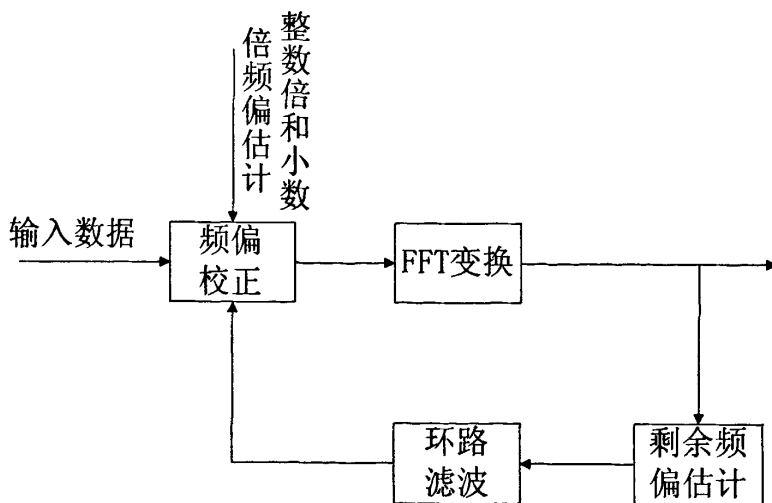 整数倍和小数
倍频偏估计
输入数据
频偏
校正
FFT变换
环路
滤波
剩余频
偏估计